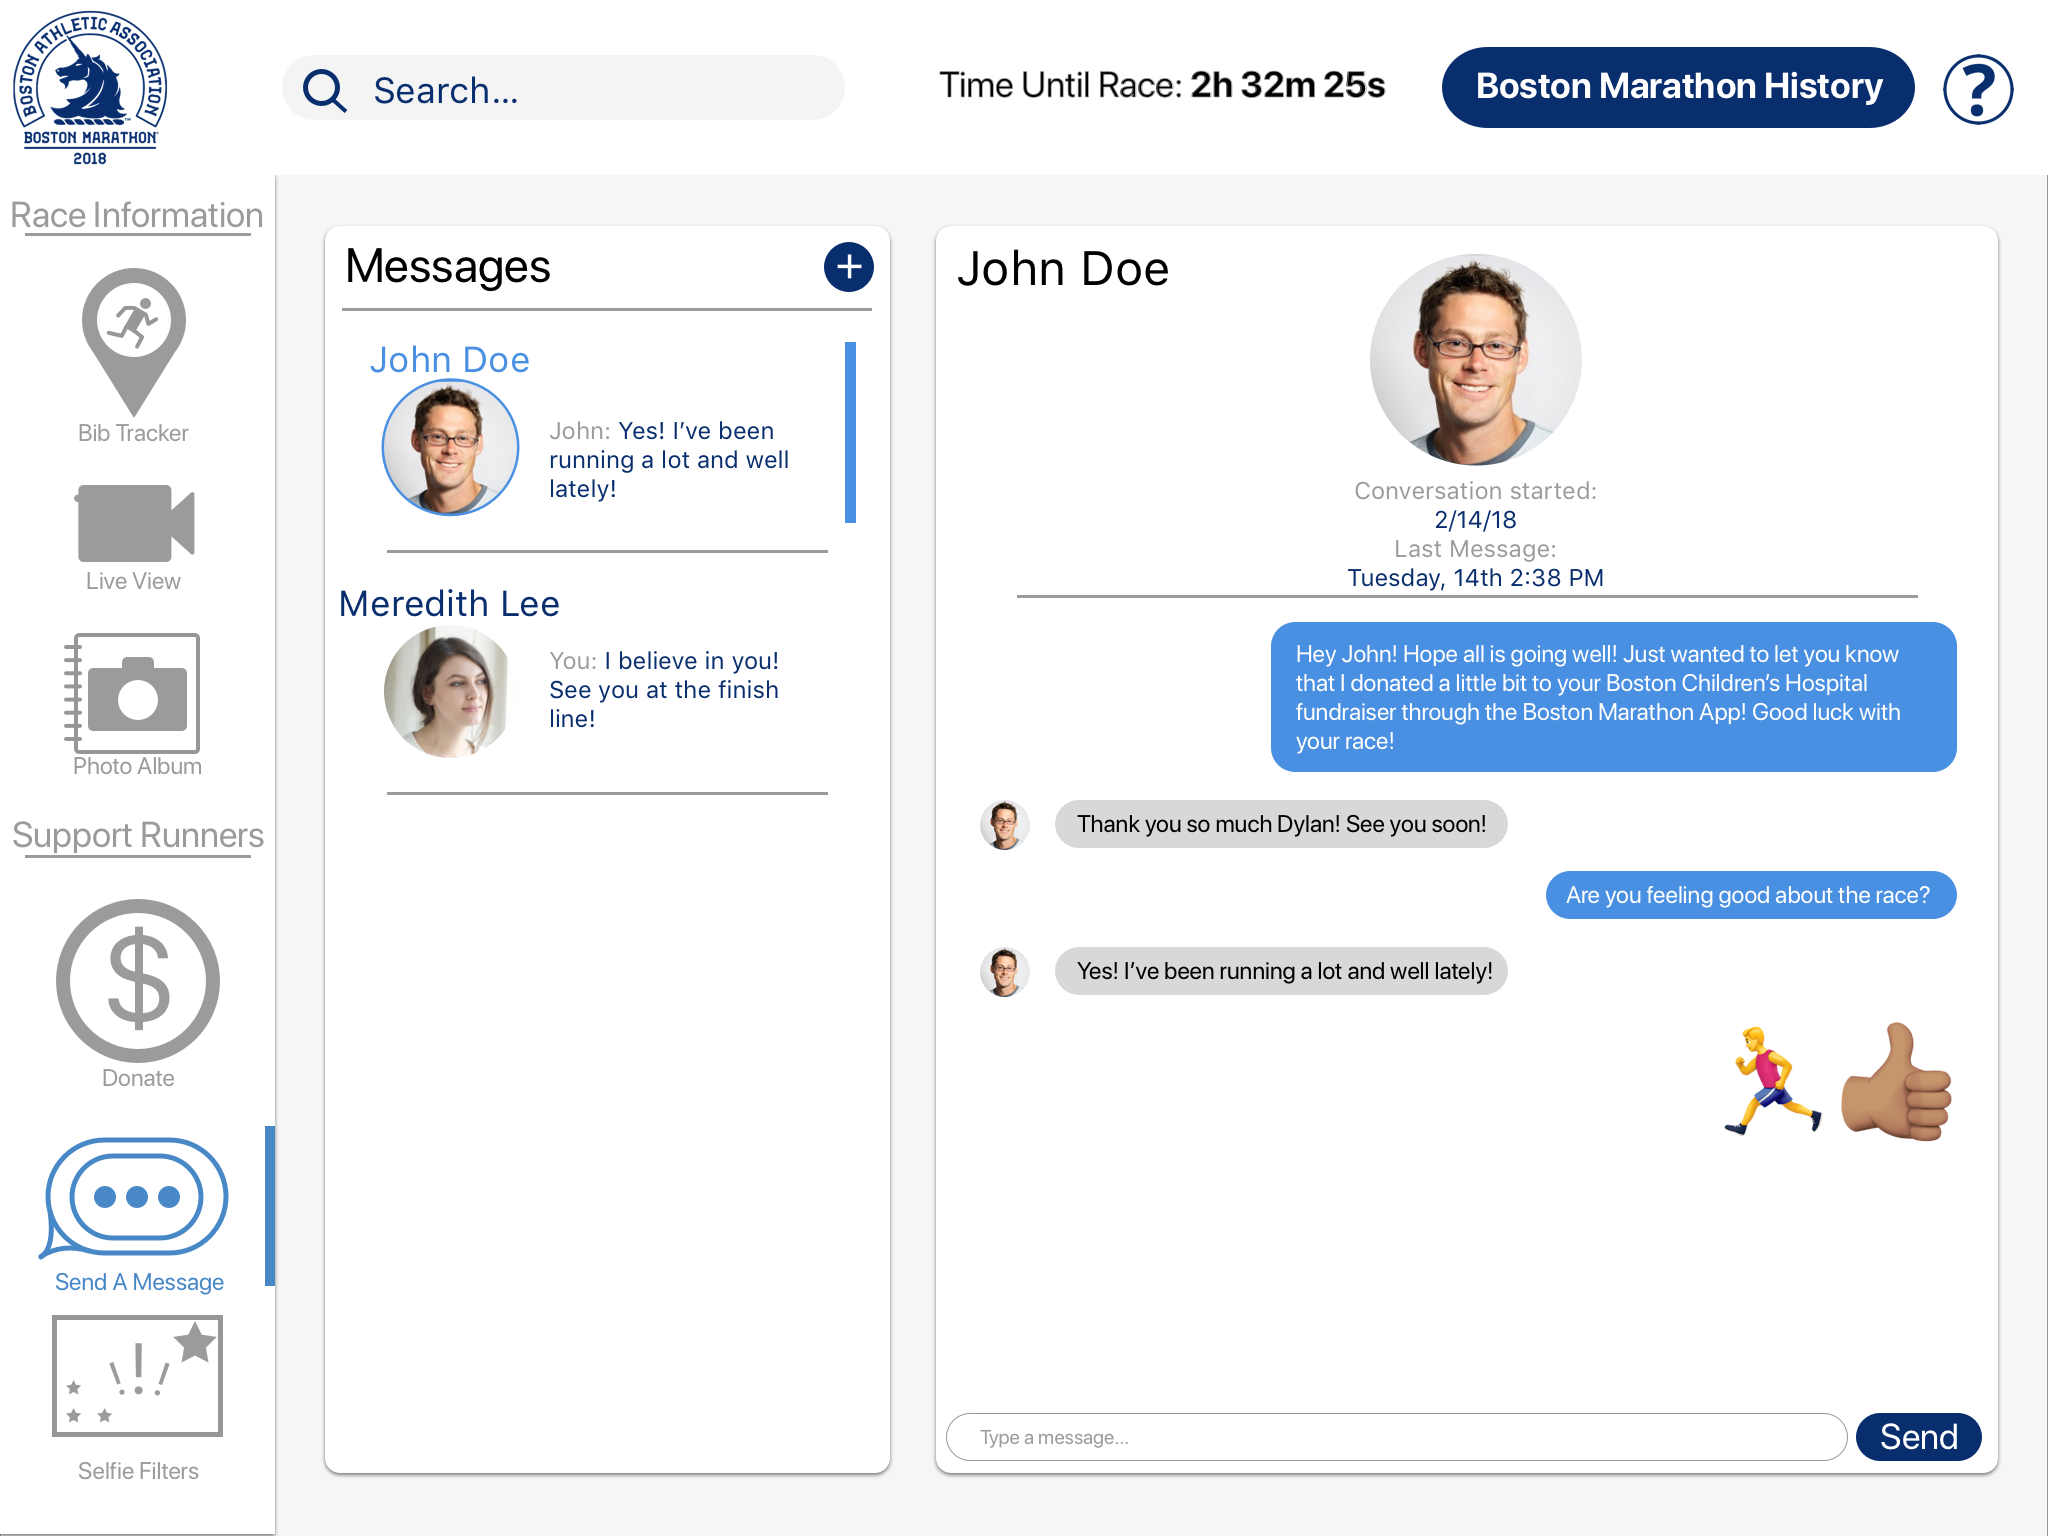 BOSTON ATHLETIC ASSOCIATION
BOSTON MARATHON
2018
Search...
Time Until Race: 2h 32m 25s
Boston Marathon History
?
Race Information
Bib Tracker
Live View
Photo Album
Support Runners
$
Donate
Send A Message
!!!
Selfie Filters
Messages
+
John Doe
John: Yes! I’ve been
running a lot and well
lately!
Meredith Lee
You: I believe in you!
See you at the finish
line!
John Doe
Conversation started:
2/14/18
Last Message:
Tuesday, 14th 2:38 PM
Hey John! Hope all is going well! Just wanted to let you know
that I donated a little bit to your Boston Children’s Hospital
fundraiser through the Boston Marathon App! Good luck with
your race!
Thank you so much Dylan! See you soon!
Are you feeling good about the race?
Yes! I’ve been running a lot and well lately!
Type a message...
Send